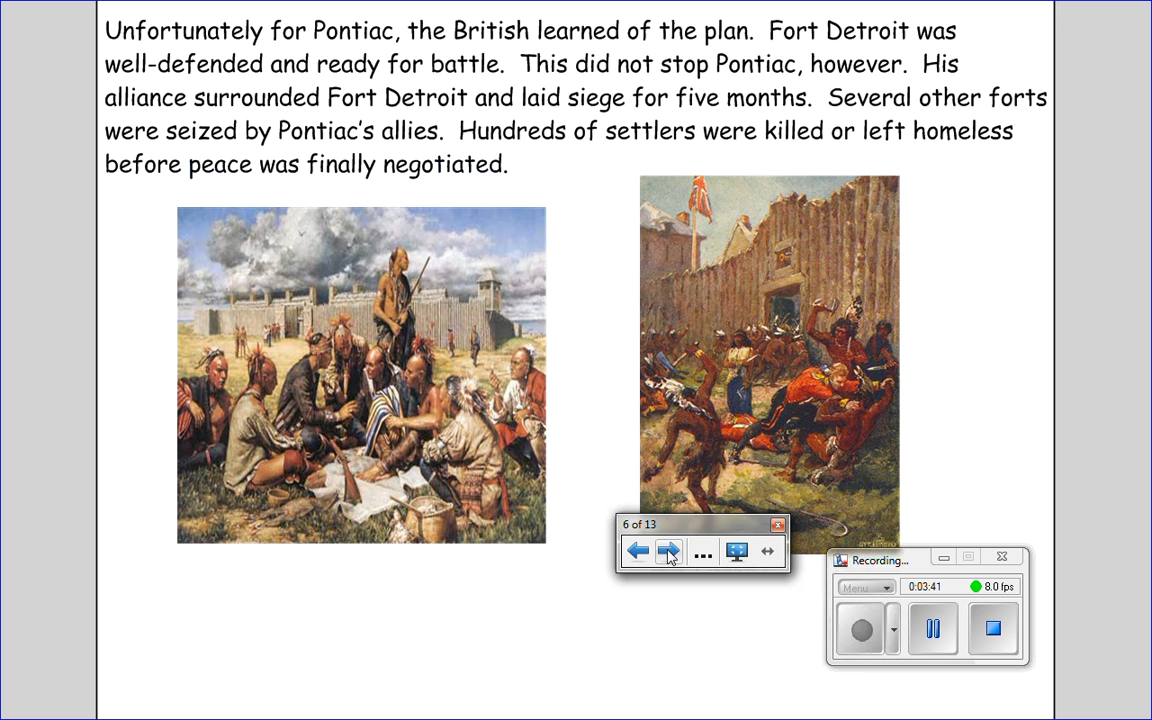 Unfortunately for Pontiac, the British learned of the plan.  Fort Detroit was
well-defended and ready for battle.  This did not stop Pontiac, however.  His
alliance surrounded Fort Detroit and laid siege for five months.  Several other forts
were seized by Pontiac's allies.  Hundreds of settlers were killed or left homeless
before peace was finally negotiated.
6 of 13
...
Recording...
Menu
0:03:41
8.0 fps